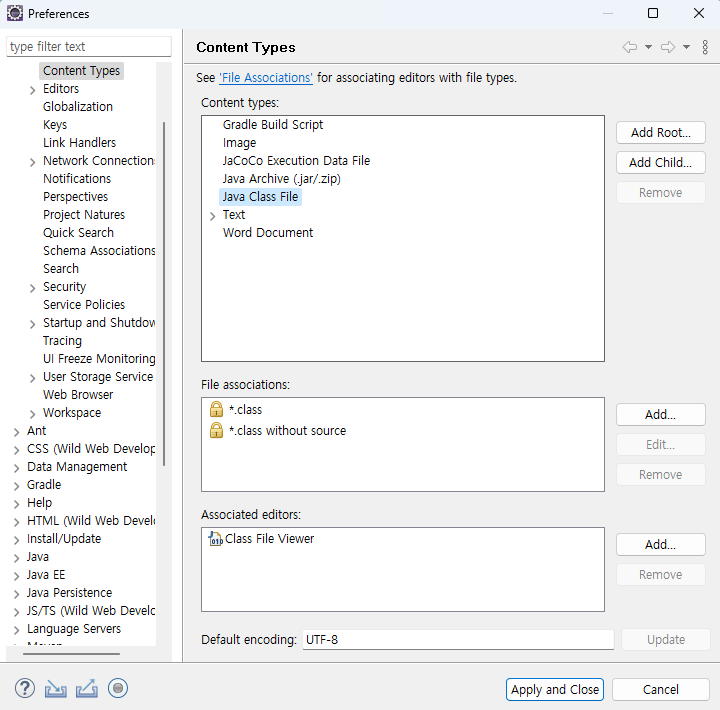 Preferences
type filter text
Content Types
Editors
Globalization
Keys
Link Handlers
Network Connection
Notifications
Perspectives
Project Natures
Quick Search
Schema Associations
Search
Security
Service Policies
Startup and Shutdow
Tracing
UI Freeze Monitoring
User Storage Service
Web Browser
Workspace
Ant
CSS (Wild Web Develop
Data Management
Gradle
Help
HTML (Wild Web Develo
Install/Update
Java
Java EE
Java Persistence
JS/TS (Wild Web Develo
Language Servers
Content Types
See 'File Associations' for associating editors with file types.
Content types:
Gradle Build Script
Image
JaCoCo Execution Data File
Java Archive (.jar/.zip)
Java Class File
Text
Word Document
Add Root...
Add Child...
Remove
File associations:
*.class
*.class without source
Add...
Edit...
Remove
Associated editors:
Class File Viewer
Add...
Remove
Default encoding: UTF-8
Update
Apply and Close
Cancel